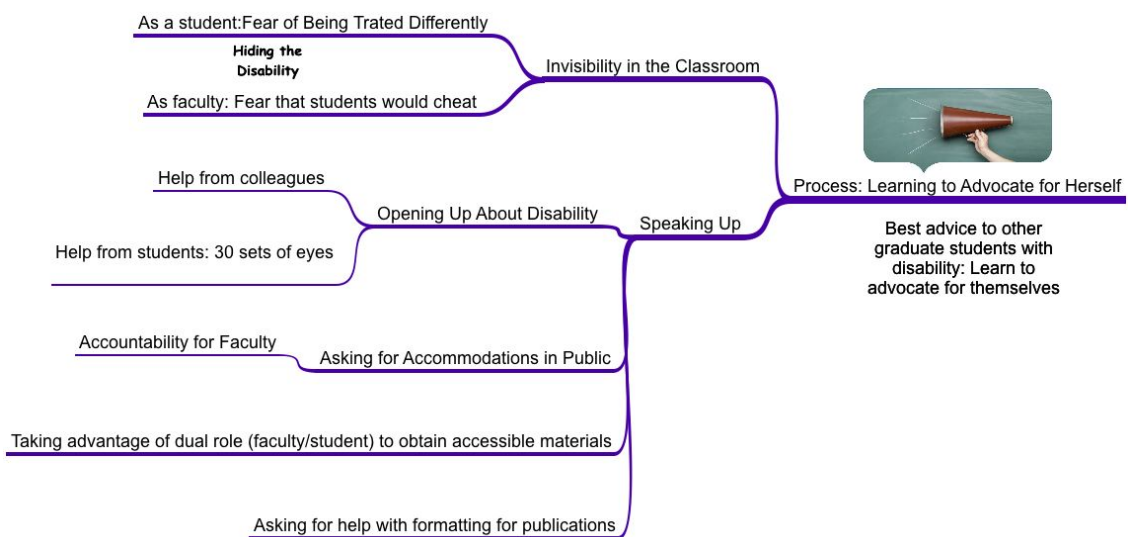 As a student:Fear of Being Trated Differently
Hiding the
Disability
As faculty: Fear that students would cheat
Invisibility in the Classroom
Help from colleagues
Help from students: 30 sets of eyes
Opening Up About Disability
Speaking Up
Accountability for Faculty
Asking for Accommodations in Public
Taking advantage of dual role (faculty/student) to obtain accessible materials
Asking for help with formatting for publications
Process: Learning to Advocate for Herself
Best advice to other
graduate students with
disability: Learn to
advocate for themselves